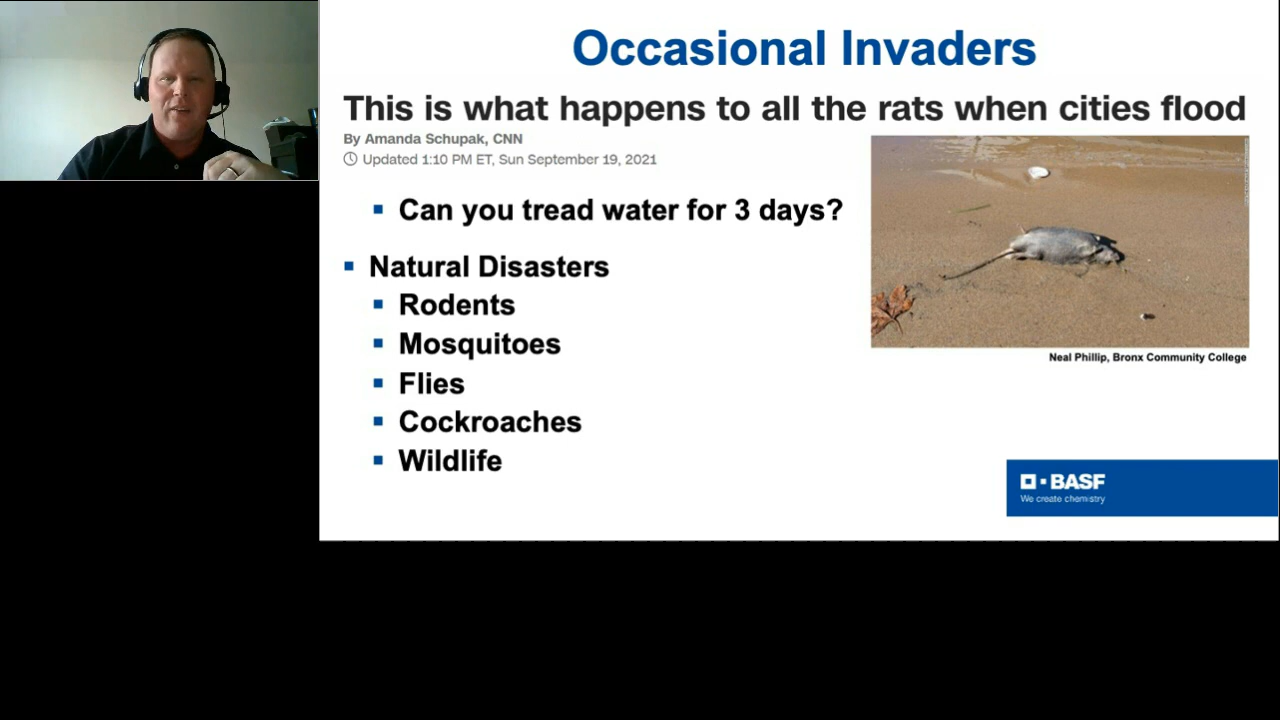 Occasional Invaders
This is what happens to all the rats when cities flood
By Amanda Schupak, CNN
Updated 1:10 PM ET, Sun September 19, 2021
Can you tread water for 3 days?
Natural Disasters
Rodents
Mosquitoes
Flies
Cockroaches
Wildlife
Neal Phillip, Bronx Community College
BASF
We create chemistry